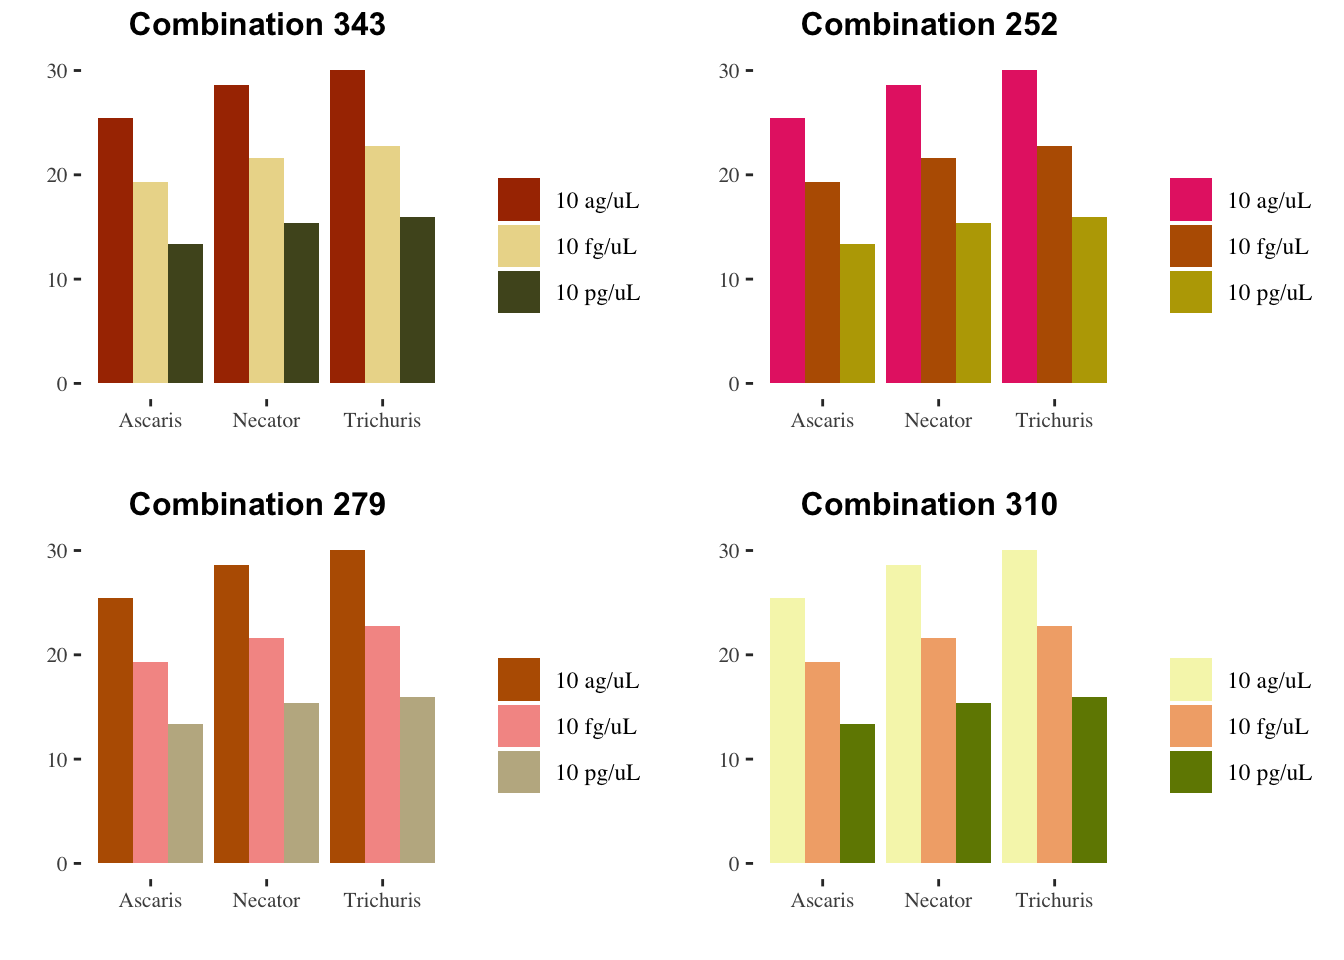 Combination 343
30
20
10
0
Ascaris Necator Trichuris
10 ag/uL
10 fg/uL
10 pg/uL
Combination 252
30
20
10
0
Ascaris Necator Trichuris
10 ag/uL
10 fg/uL
10 pg/uL
Combination 279
30
20
10
0
Ascaris Necator Trichuris
10 ag/uL
10 fg/uL
10 pg/uL
Combination 310
30
20
10
0
Ascaris Necator Trichuris
10 ag/uL
10 fg/uL
10 pg/uL